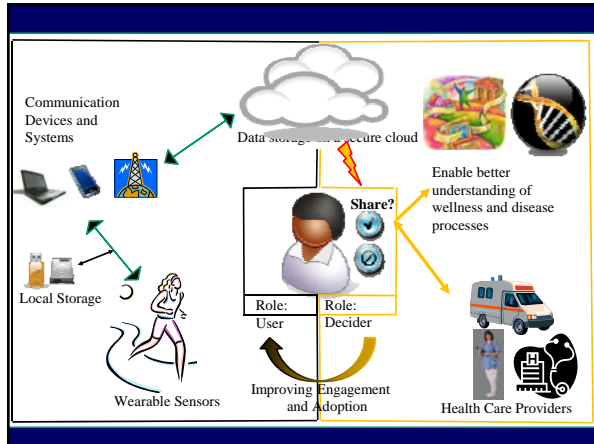 Communication
Devices and
Systems
Data storage on a secure cloud
Share?
Enable better
understanding of
wellness and disease
processes
Local Storage
Role:
User
Role:
Decider
Wearable Sensors
Improving Engagement
and Adoption
Health Care Providers